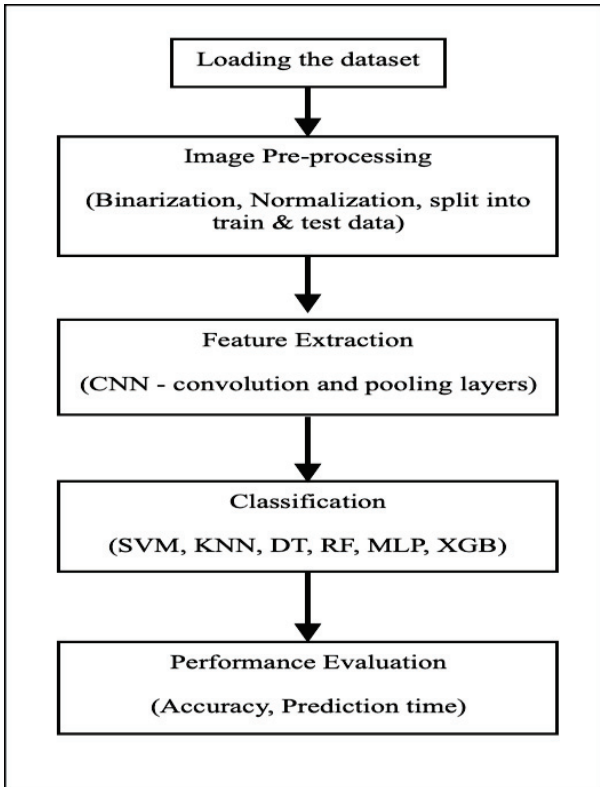 Loading the dataset
Image Pre-processing
(Binarization, Normalization, split into
train & test data)
Feature Extraction
(CNN - convolution and pooling layers)
Classification
(SVM, KNN, DT, RF, MLP, XGB)
Performance Evaluation
(Accuracy, Prediction time)